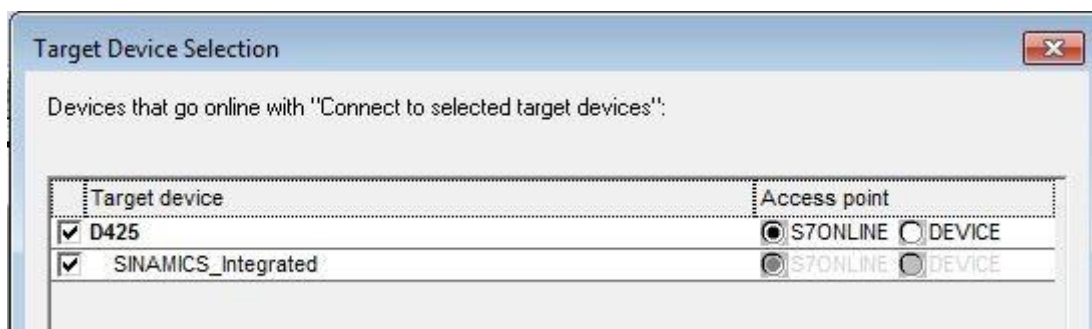 Target Device Selection
Devices that go online with "Connect to selected target devices":
Target device Access point
D425 S7ONLINE DEVICE
SINAMICS_Integrated S7ONLINE DEVICE